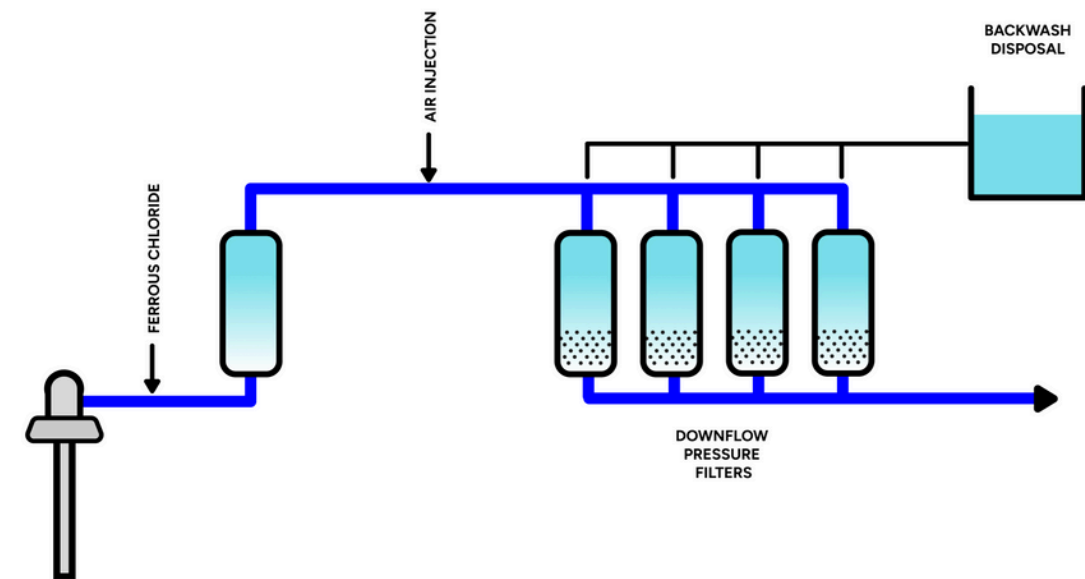 FERROUS CHLORIDE
AIR INJECTION
BACKWASH
DISPOSAL
DOWNFLOW
PRESSURE
FILTERS